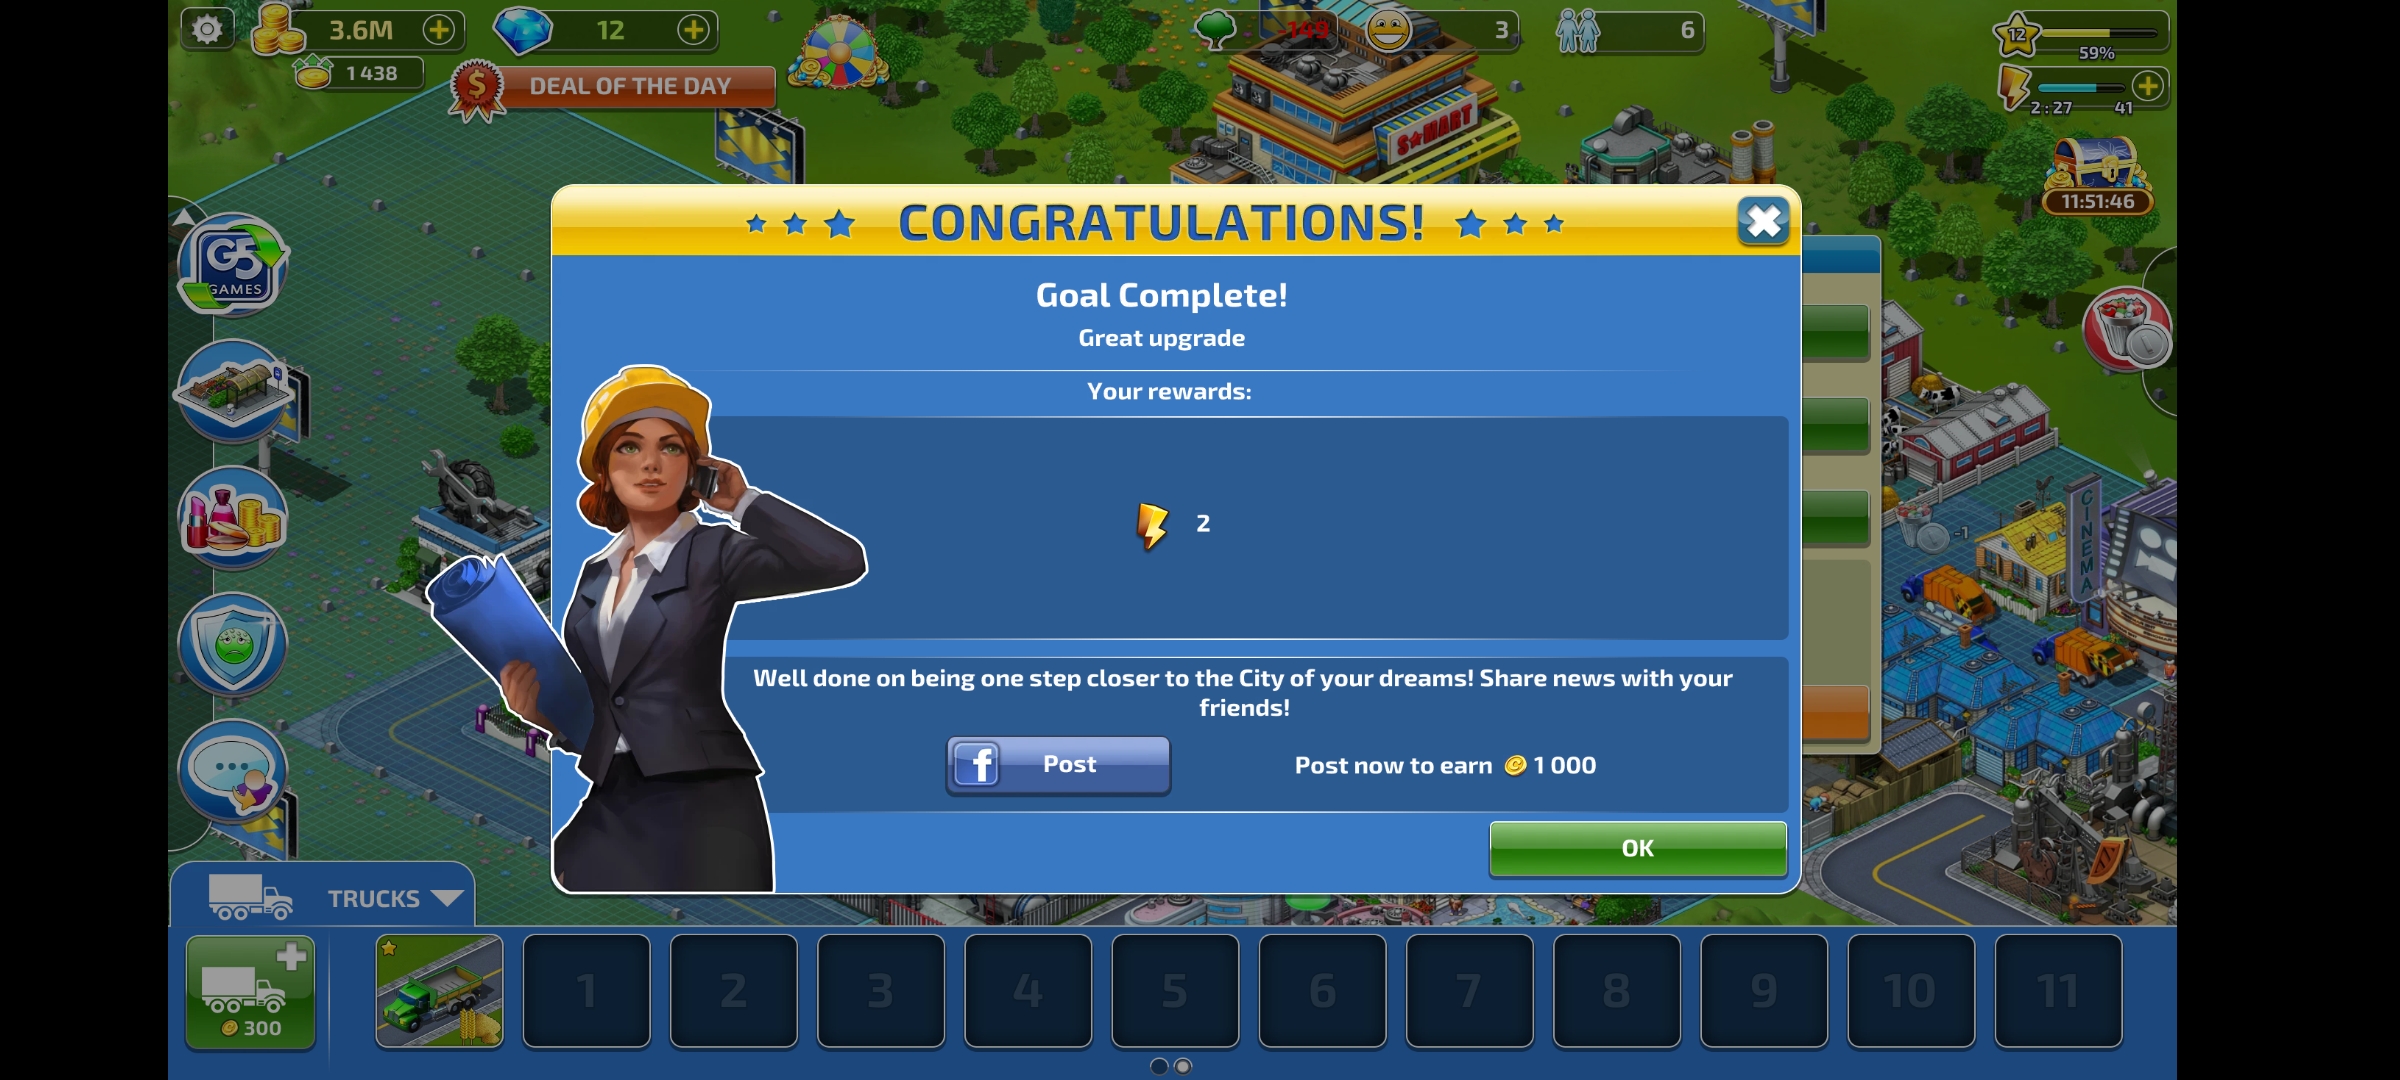 3.6M
12
-149
3
6
12
59%
1 438
DEAL OF THE DAY
2:27
41
S★MART
11:51:46
CONGRATULATIONS!
G5
GAMES
Goal Complete!
Great upgrade
Your rewards:
2
-1
CINEMA
Well done on being one step closer to the City of your dreams! Share news with your
friends!
f Post
Post now to earn 1 000
OK
TRUCKS
300
1
2
3
4
5
6
7
8
9
10
11